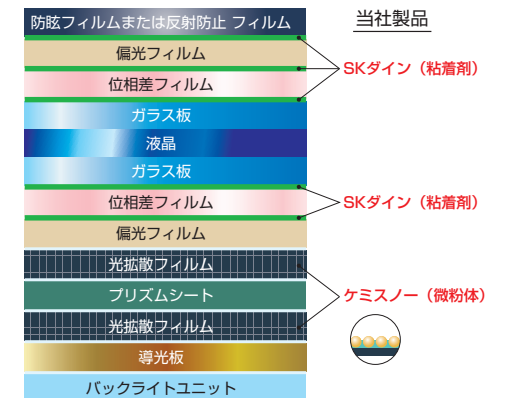 当社製品
防眩フィルムまたは反射防止 フィルム
偏光フィルム
SKダイン（粘着剤）
位相差フィルム
ガラス板
液晶
ガラス板
位相差フィルム
SKダイン（粘着剤）
偏光フィルム
光拡散フィルム
プリズムシート
ケミスノー（微粉体）
光拡散フィルム
導光板
バックライトユニット